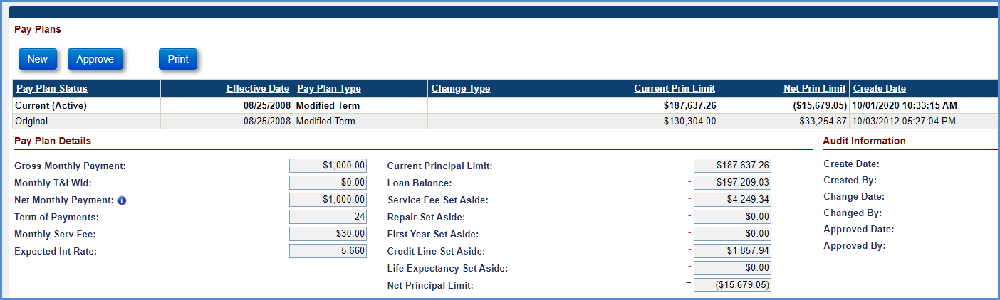 Pay Plans
New Approve Print
Pay Plan Status Effective Date Pay Plan Type Change Type Current Prin Limit Net Prin Limit Create Date
Current (Active) 08/25/2008 Modified Term $187,637.26 ($15,679.05) 10/01/2020 10:33:15 AM
Original 08/25/2008 Modified Term $130,304.00 $33,254.87 10/03/2012 05:27:04 PM
Pay Plan Details Audit Information
Gross Monthly Payment: $1,000.00 Current Principal Limit: $187,637.26 Create Date:
Monthly T&I Wld: $0.00 Loan Balance: - $197,209.03 Created By:
Net Monthly Payment: i $1,000.00 Service Fee Set Aside: - $4,249.34 Change Date:
Term of Payments: 24 Repair Set Aside: - $0.00 Changed By:
Monthly Serv Fee: $30.00 First Year Set Aside: - $0.00 Approved Date:
Expected Int Rate: 5.660 Credit Line Set Aside: - $1,857.94 Approved By:
Life Expectancy Set Aside: - $0.00
Net Principal Limit: = ($15,679.05)